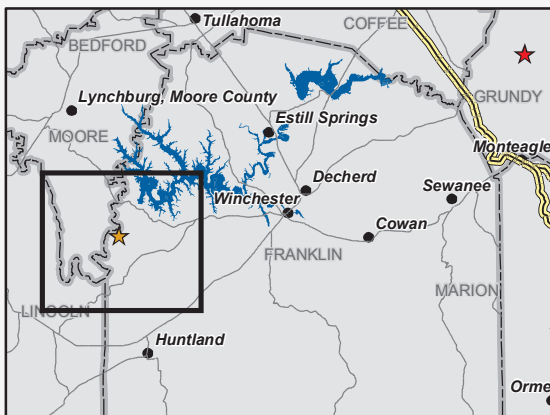 Tullahoma
COFFEE
BEDFORD
Lynchburg, Moore County
GRUNDY
Estill Springs
MOORE
Monteagle
Decherd
Sewanee
Winchester
Cowan
FRANKLIN
MARION
LINCOLN
Huntland
Orme